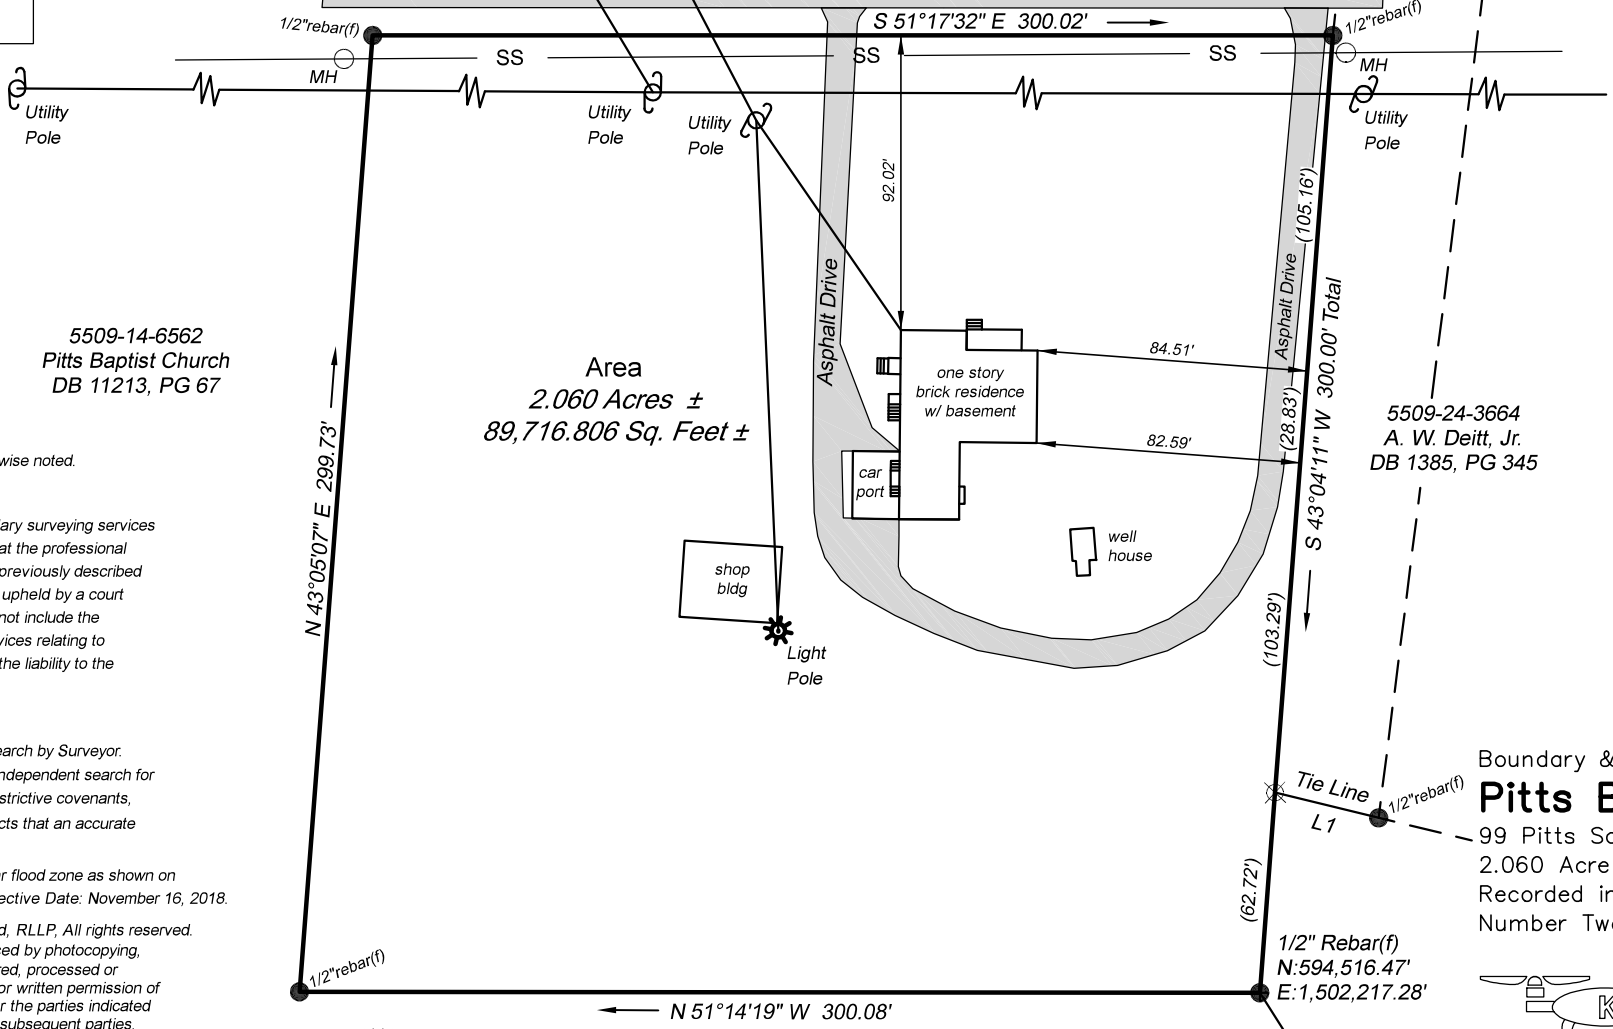 1/2"rebar(f)
S 51°17'32" E 300.02'
1/2"rebar(f)
MH
SS
SS
SS
MH
Utility
Pole
Utility
Pole
Utility
Pole
Utility
Pole
92.02'
(105.16')
Asphalt Drive
Asphalt Drive
5509-14-6562
Pitts Baptist Church
DB 11213, PG 67
Area
2.060 Acres ±
89,716.806 Sq. Feet ±
one story
brick residence
w/ basement
84.51'
82.59'
(28.83')
S 43°04'11" W 300.00' Total
5509-24-3664
A. W. Deitt, Jr.
DB 1385, PG 345
car
port
N 43°05'07" E 299.73'
well
house
shop
bldg
Light
Pole
(103.29')
wise noted.
ary surveying services
at the professional
previously described
upheld by a court
not include the
vices relating to
the liability to the
earch by Surveyor.
ndependent search for
strictive covenants,
cts that an accurate
r flood zone as shown on
ective Date: November 16, 2018.
d, RLLP, All rights reserved.
ced by photocopying,
red, processed or
or written permission of
r the parties indicated
subsequent parties.
Tie Line
L1
1/2"rebar(f)
(62.72')
Boundary &
Pitts B
99 Pitts Sc
2.060 Acre
Recorded in
Number Two
1/2"rebar(f)
1/2" Rebar(f)
N:594,516.47'
E:1,502,217.28'
N 51°14'19" W 300.08'
K